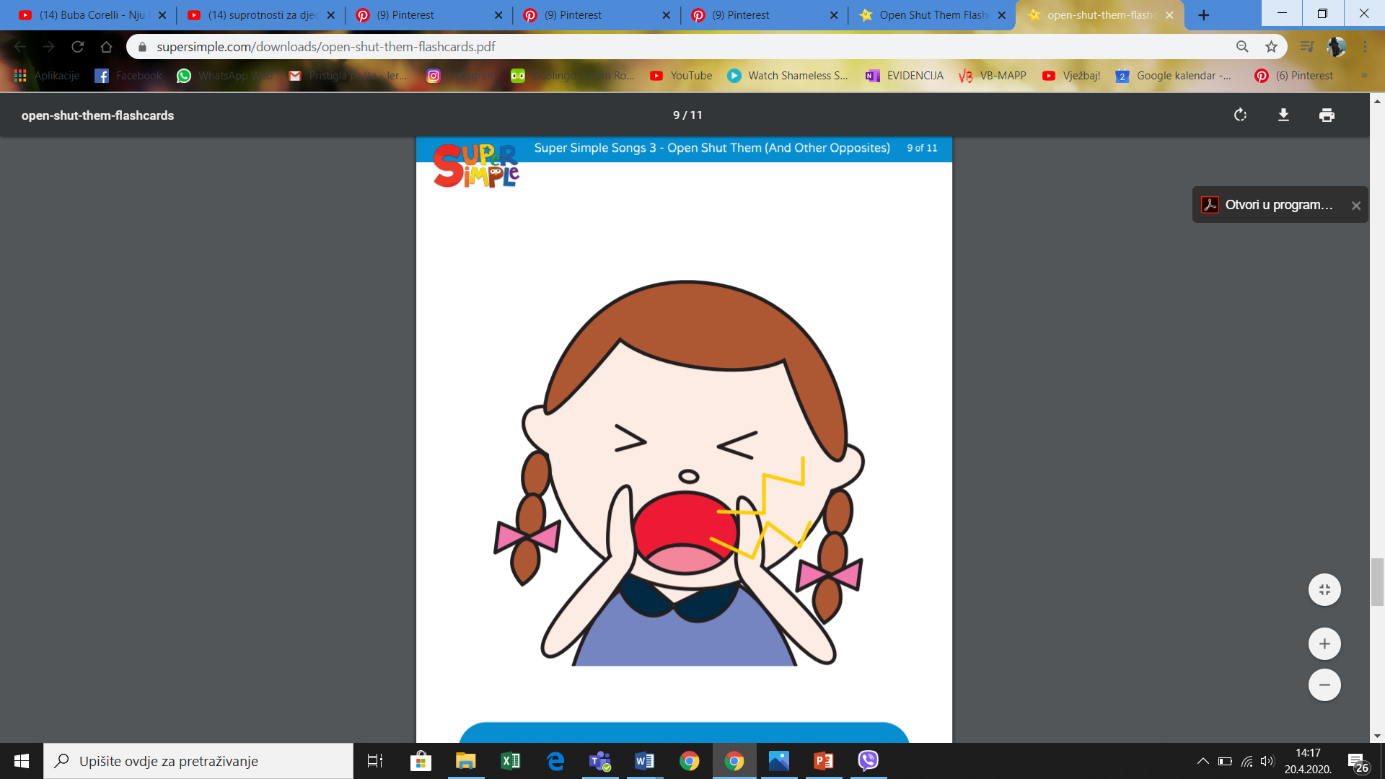 (14) Buba Corelli - Nju
(14) suprotnosti za djec
(9) Pinterest
(9) Pinterest
(9) Pinterest
Open Shut Them Flash
open-shut-them-flash
supersimple.com/downloads/open-shut-them-flashcards.pdf
Aplikacije
Facebook
WhatsApp
Pristigla pošta
Ro...
YouTube
Watch Shameless S...
EVIDENCIJA
VB-MAPP
Vježbaj!
Google kalendar -...
(6) Pinterest
»
open-shut-them-flashcards
9 / 11
SUPER
SiMPLE
Super Simple Songs 3 - Open Shut Them (And Other Opposites)
9 of 11
Otvori u program...
Upišite ovdje za pretraživanje
14:17
20.4.2020.
26